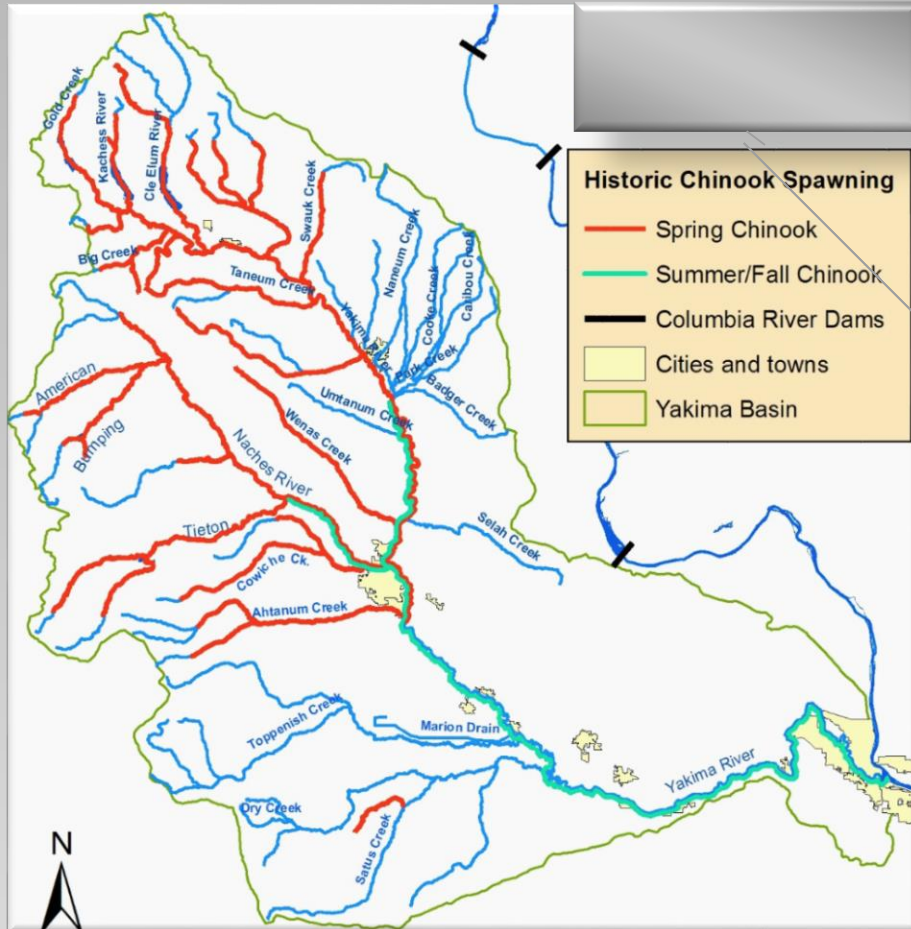 Historic Chinook Spawning
Spring Chinook
Summer/Fall Chinook
Columbia River Dams
Cities and towns
Yakima Basin
Gold Creek
Kachess River
Cle Elum River
Swauk Creek
Big Creek
Taneum Creek
Naneum Creek
Cooke Creek
Caribou Creek
Yakima River
Park Creek
Badger Creek
American
Bumping
Umtanum Creek
Wenas Creek
Naches River
Tieton
Selah Creek
Cowiche Ck.
Ahtanum Creek
Toppenish Creek
Marion Drain
Yakima River
Dry Creek
Satus Creek
N